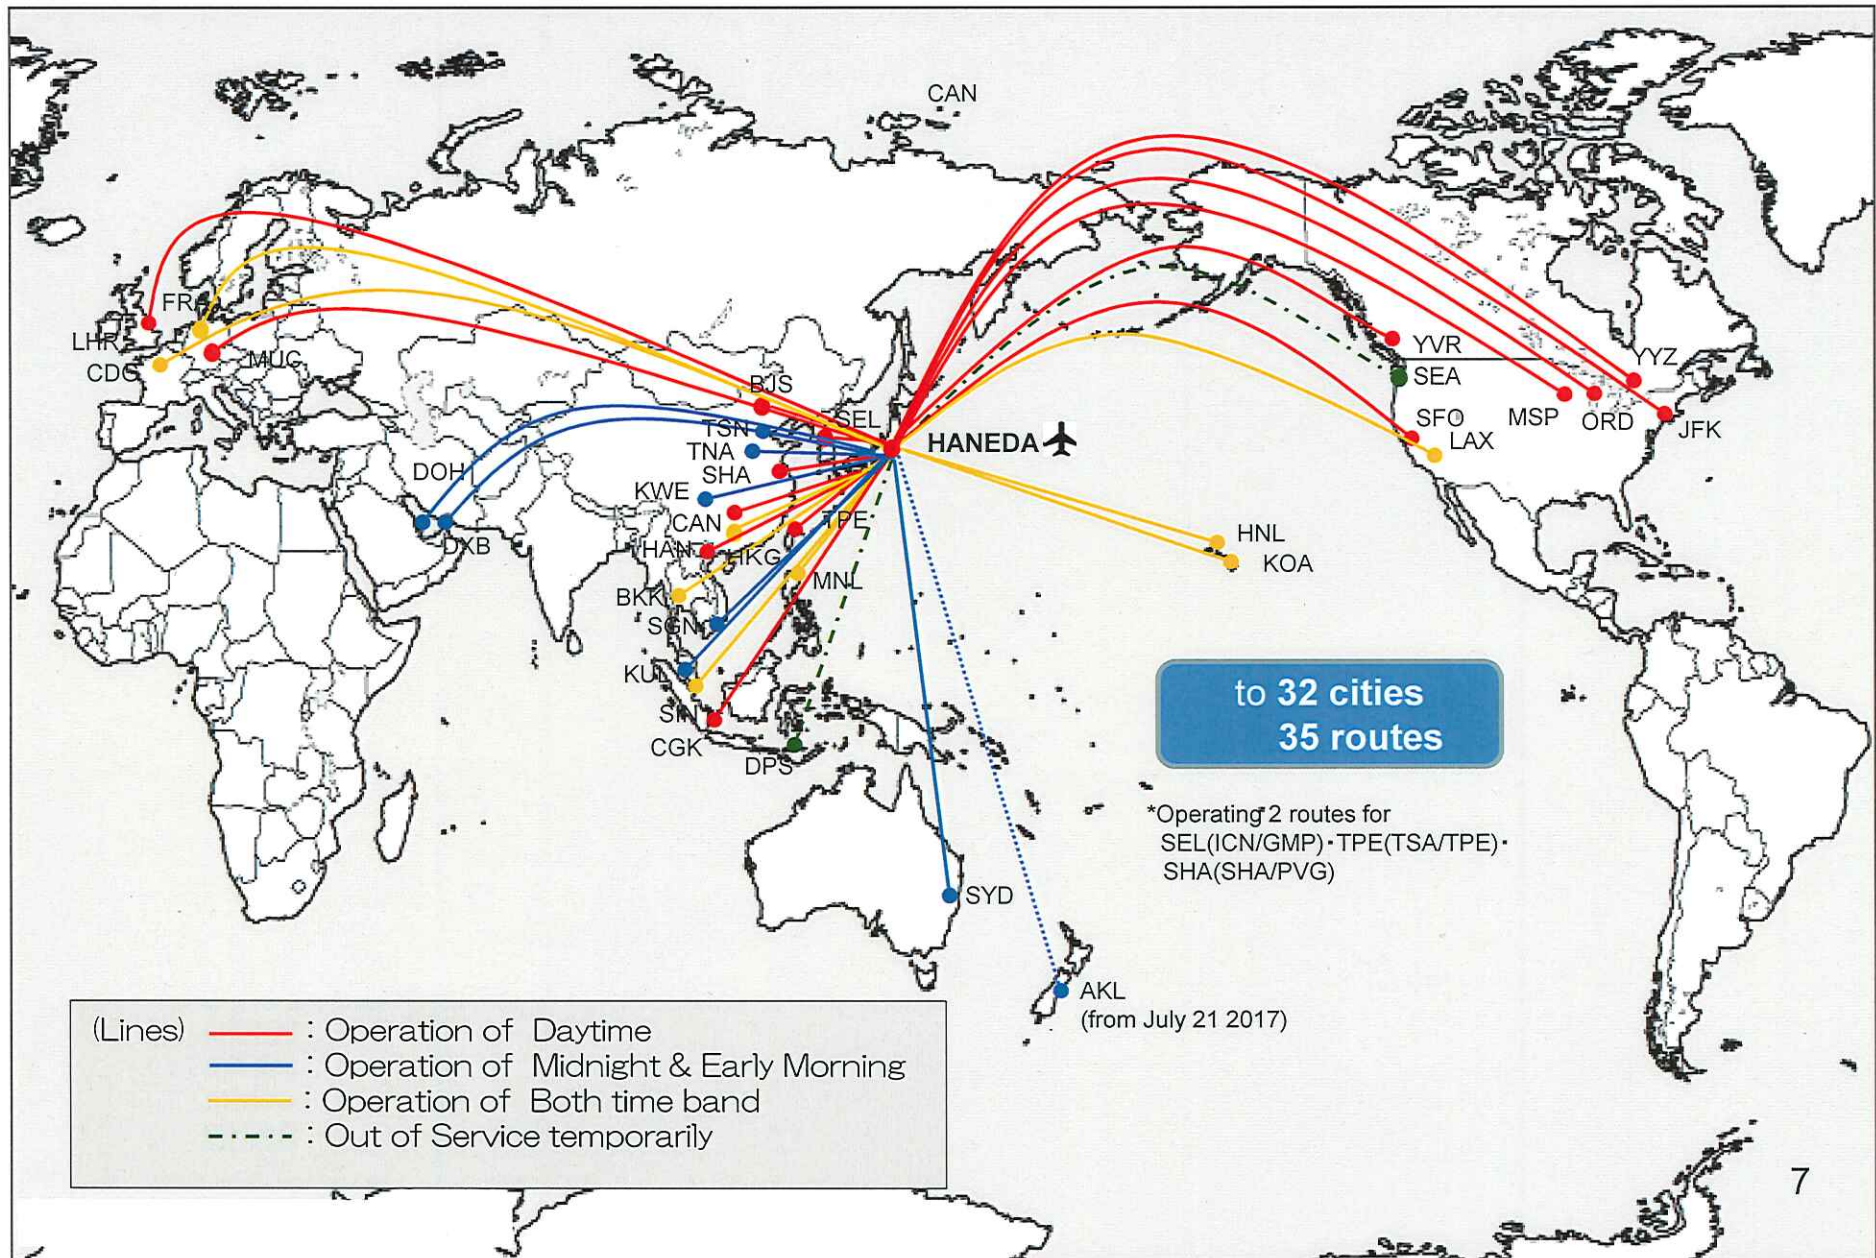 CAN
FRA
LHR
CDG
MUC
BJS
SEL
TSN
TNA
SHA
HANEDA
DOH
DXB
KWE
CAN
TPE
HAN
HKG
MNL
BKK
SGN
KUL
SIN
CGK
DPS
YVR
SEA
YYZ
SFO
LAX
MSP
ORD
JFK
HNL
KOA
to 32 cities
35 routes
*Operating 2 routes for
SEL(ICN/GMP)・TPE(TSA/TPE)・
SHA(SHA/PVG)
SYD
AKL
(from July 21 2017)
(Lines) : Operation of Daytime
: Operation of Midnight & Early Morning
: Operation of Both time band
: Out of Service temporarily
7